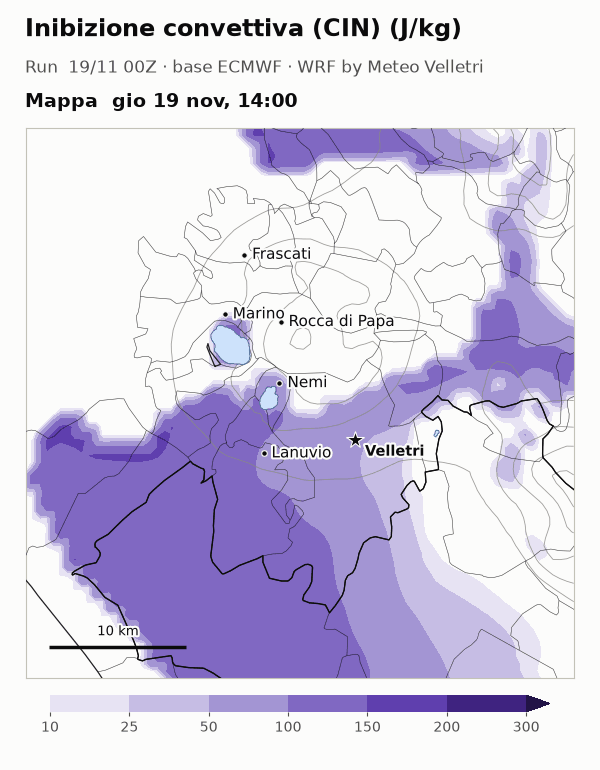 Inibizione convettiva (CIN) (J/kg)
Run 19/11 00Z · base ECMWF · WRF by Meteo Velletri
Mappa gio 19 nov, 14:00
Frascati
Marino
Rocca di Papa
Nemi
Velletri
Lanuvio
10 km
10 25 50 100 150 200 300